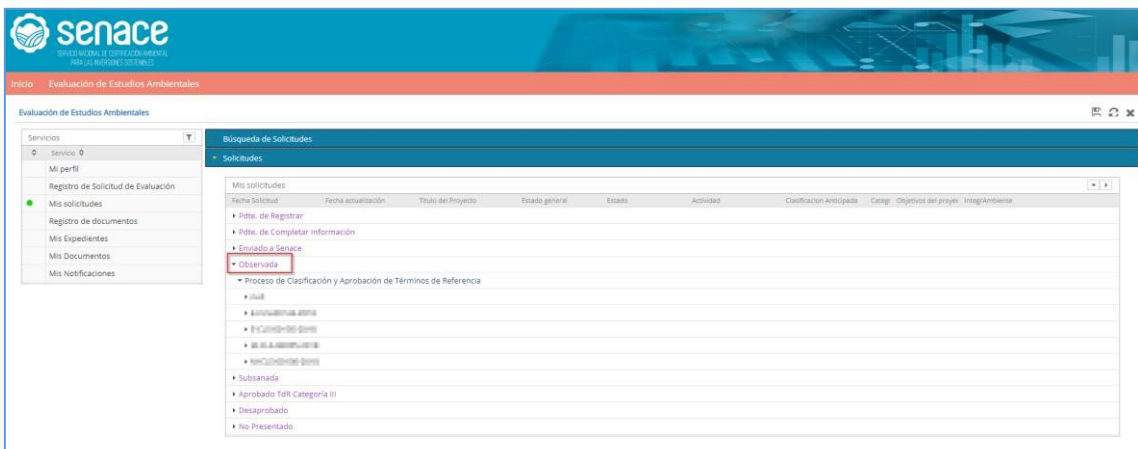 senace
SERVICIO NACIONAL DE CERTIFICACIÓN AMBIENTAL
PARA LAS INVERSIONES SOSTENIBLES
Inicio Evaluación de Estudios Ambientales
Evaluación de Estudios Ambientales
Servicios
Servicio
Mi perfil
Registro de Solicitud de Evaluación
Mis solicitudes
Registro de documentos
Mis Expedientes
Mis Documentos
Mis Notificaciones
Búsqueda de Solicitudes
Solicitudes
Mis solicitudes
Fecha Solicitud Fecha actualización Título del Proyecto Estado general Estado Actividad Clasificacion Anticipada Categr Objetivos del proyec IntegrAmbiente
Pdte. de Registrar
Pdte. de Completar Información
Enviado a Senace
Observada
Proceso de Clasificación y Aprobación de Términos de Referencia
Subsanada
Aprobado TdR Categoría III
Desaprobado
No Presentado